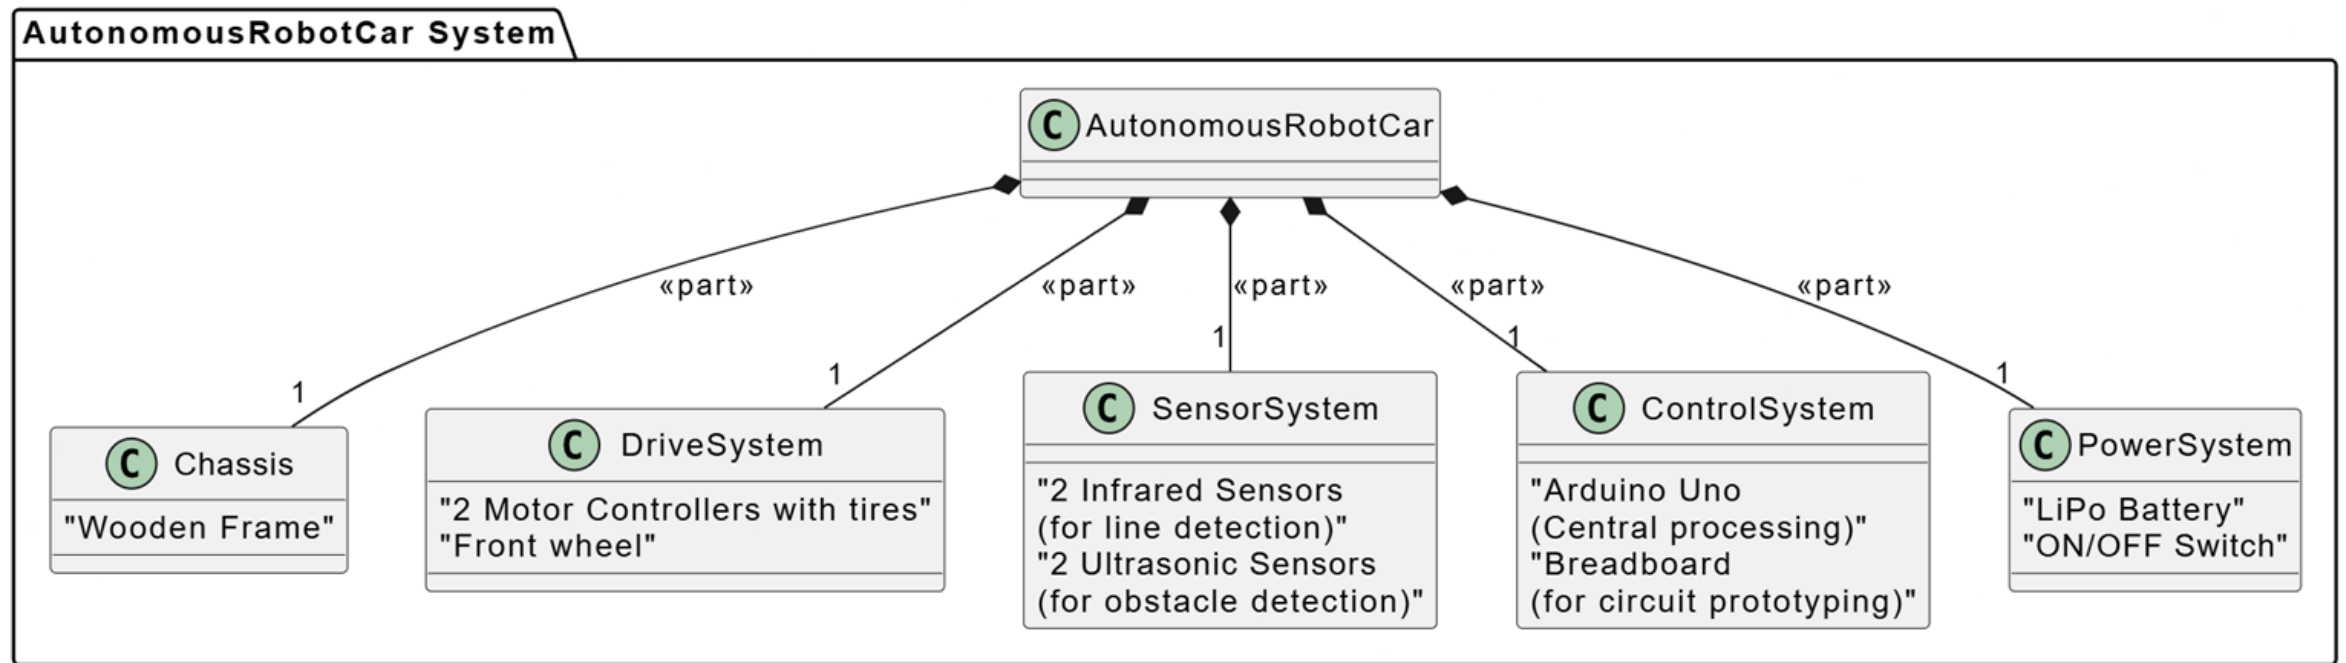 AutonomousRobotCar System
C AutonomousRobotCar
«part»
«part»
«part»
«part»
«part»
1
1
1
1
1
C Chassis
"Wooden Frame"
C DriveSystem
"2 Motor Controllers with tires"
"Front wheel"
C SensorSystem
"2 Infrared Sensors
(for line detection)"
"2 Ultrasonic Sensors
(for obstacle detection)"
C ControlSystem
"Arduino Uno
(Central processing)"
"Breadboard
(for circuit prototyping)"
C PowerSystem
"LiPo Battery"
"ON/OFF Switch"